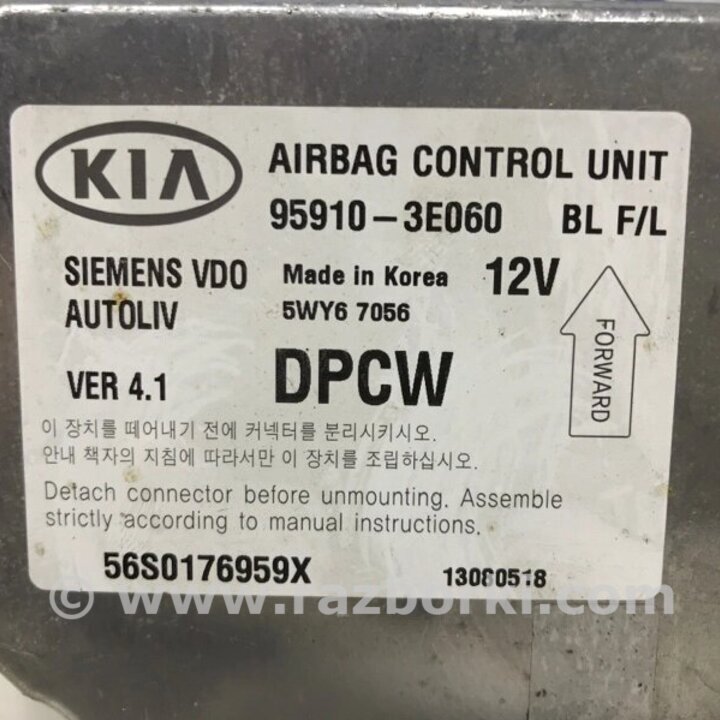 KIA AIRBAG CONTROL UNIT
95910-3E060 BL F/L
SIEMENS VDO Made in Korea 12V
AUTOLIV 5WY6 7056
VER 4.1 DPCW
FORWARD
이 장치를 떼어내기 전에 커넥터를 분리시키시오.
안내 책자의 지침에 따라서만 이 장치를 조립하십시오.
Detach connector before unmounting. Assemble
strictly according to manual instructions.
56S0176959X 13080518
© www.razborki.com